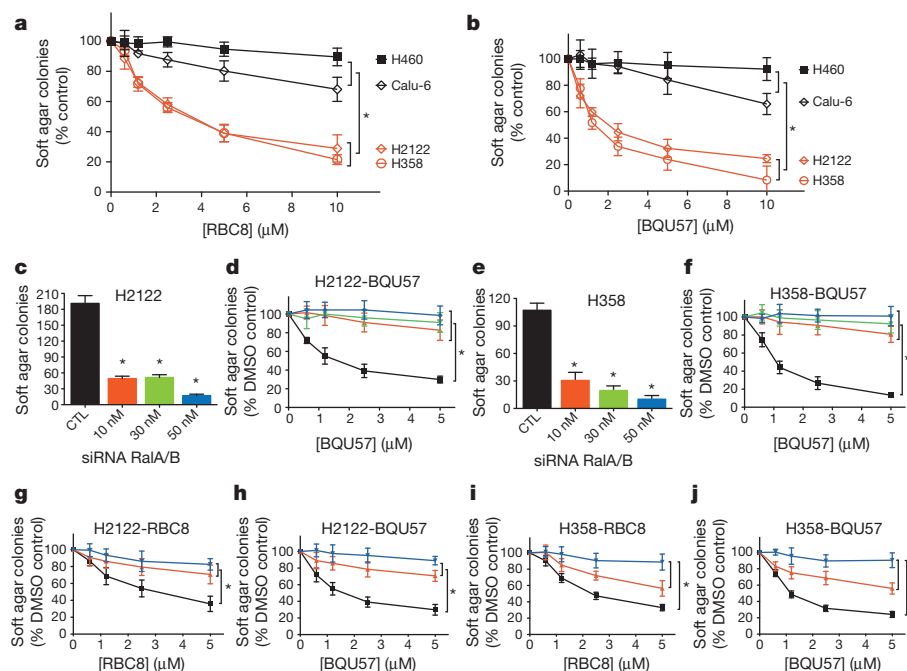 a
Soft agar colonies
(% control)
100
80
60
40
20
0
0 2 4 6 8 10
[RBC8] (μM)
H460
Calu-6
*
H2122
H358
b
Soft agar colonies
(% control)
100
80
60
40
20
0
0 2 4 6 8 10
[BQU57] (μM)
H460
Calu-6
*
H2122
H358
c
H2122
Soft agar colonies
210
180
150
120
90
60
30
0
* * *
CTL 10 nM 30 nM 50 nM
siRNA RalA/B
d
H2122-BQU57
Soft agar colonies
(% DMSO control)
100
80
60
40
20
0
0 1 2 3 4 5
[BQU57] (μM)
*
e
H358
Soft agar colonies
120
100
80
60
40
20
0
* * *
CTL 10 nM 30 nM 50 nM
siRNA RalA/B
f
H358-BQU57
Soft agar colonies
(% DMSO control)
100
80
60
40
20
0
0 1 2 3 4 5
[BQU57] (μM)
g
H2122-RBC8
Soft agar colonies
(% DMSO control)
100
80
60
40
20
0
0 1 2 3 4 5
[RBC8] (μM)
*
h
H2122-BQU57
Soft agar colonies
(% DMSO control)
100
80
60
40
20
0
0 1 2 3 4 5
[BQU57] (μM)
*
i
H358-RBC8
Soft agar colonies
(% DMSO control)
100
80
60
40
20
0
0 1 2 3 4 5
[RBC8] (μM)
*
j
H358-BQU57
Soft agar colonies
(% DMSO control)
100
80
60
40
20
0
0 1 2 3 4 5
[BQU57] (μM)